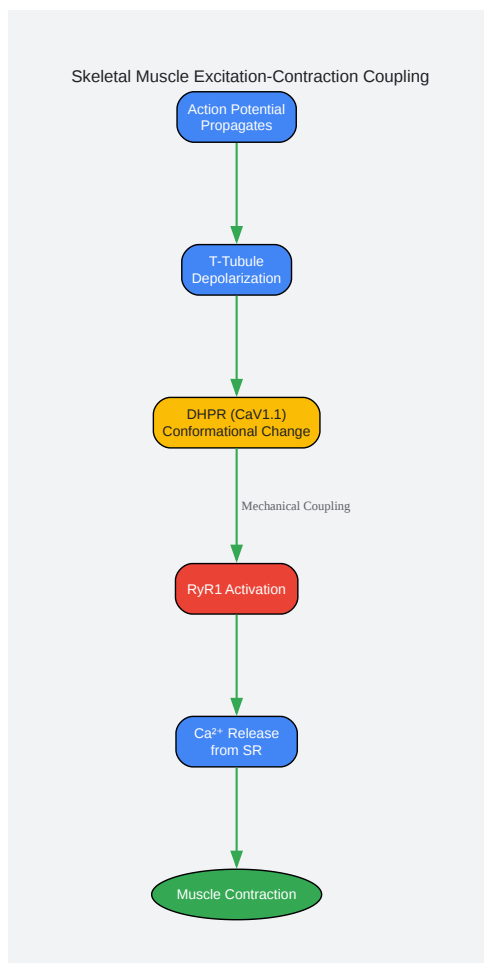 Skeletal Muscle Excitation-Contraction Coupling
Action Potential
Propagates
T-Tubule
Depolarization
DHPR (CaV1.1)
Conformational Change
Mechanical Coupling
RyR1 Activation
Ca²⁺ Release
from SR
Muscle Contraction